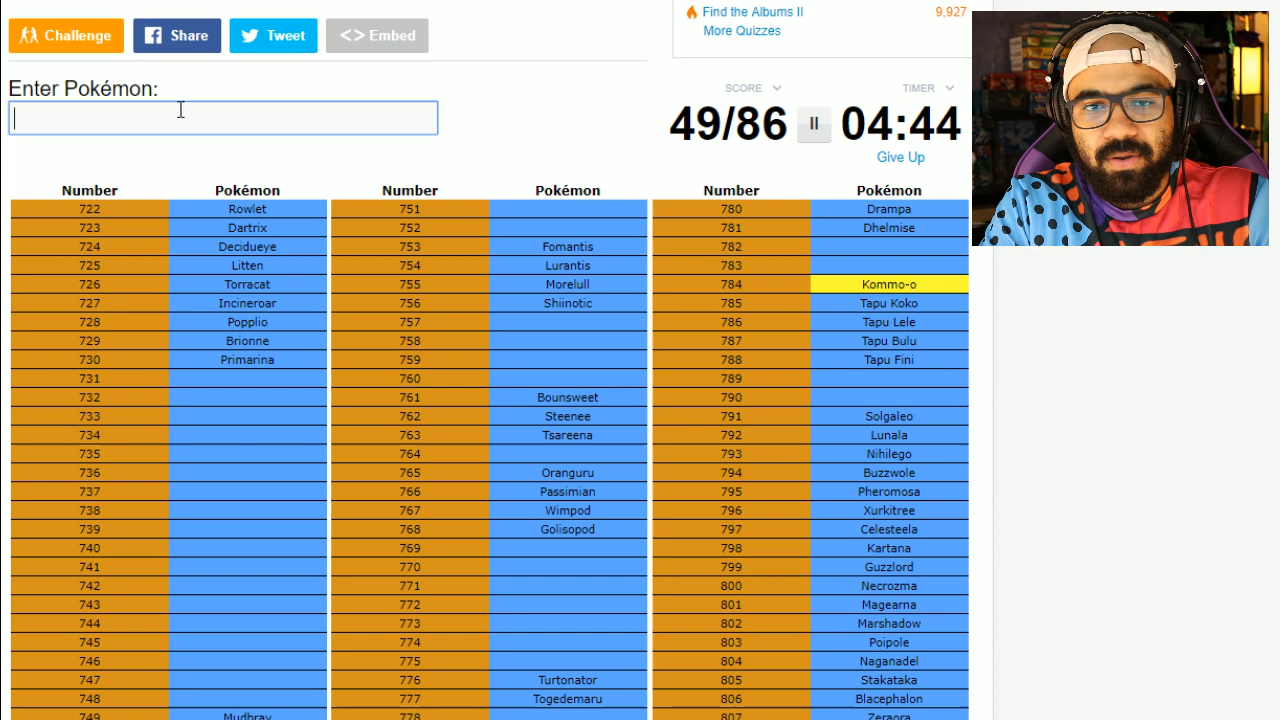 Find the Albums II 9,927
More Quizzes
Challenge Share Tweet <> Embed
Enter Pokémon:
SCORE TIMER
49/86 04:44
Give Up
Number Pokémon Number Pokémon Number Pokémon
722 Rowlet 751 780 Drampa
723 Dartrix 752 781 Dhelmise
724 Decidueye 753 Fomantis 782
725 Litten 754 Lurantis 783
726 Torracat 755 Morelull 784 Kommo-o
727 Incineroar 756 Shiinotic 785 Tapu Koko
728 Popplio 757 786 Tapu Lele
729 Brionne 758 787 Tapu Bulu
730 Primarina 759 788 Tapu Fini
731 760 789
732 761 Bounsweet 790
733 762 Steenee 791 Solgaleo
734 763 Tsareena 792 Lunala
735 764 793 Nihilego
736 765 Oranguru 794 Buzzwole
737 766 Passimian 795 Pheromosa
738 767 Wimpod 796 Xurkitree
739 768 Golisopod 797 Celesteela
740 769 798 Kartana
741 770 799 Guzzlord
742 771 800 Necrozma
743 772 801 Magearna
744 773 802 Marshadow
745 774 803 Poipole
746 775 804 Naganadel
747 776 Turtonator 805 Stakataka
748 777 Togedemaru 806 Blacephalon
749 Mudbray 778 807 Zeraora